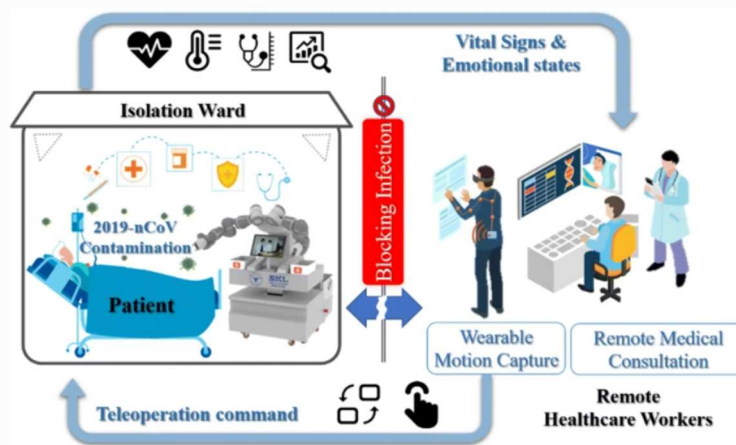 Vital Signs &
Emotional states
Isolation Ward
2019-nCoV
Contamination
Patient
Blocking Infection
Wearable
Motion Capture
Remote Medical
Consultation
Teleoperation command
Remote
Healthcare Workers